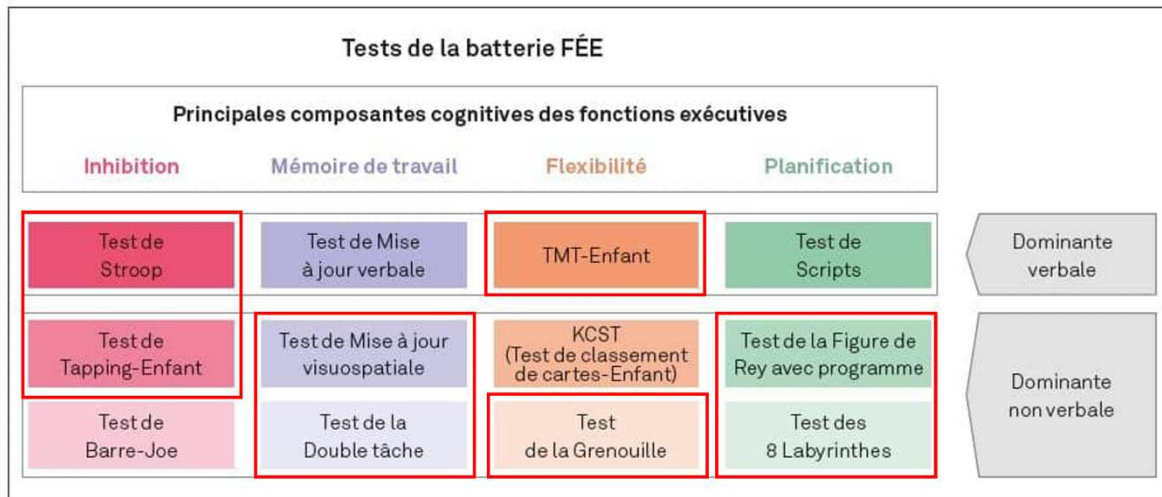 Tests de la batterie FÉE
Principales composantes cognitives des fonctions exécutives
Inhibition
Mémoire de travail
Flexibilité
Planification
Test de
Stroop
Test de Mise
à jour verbale
TMT-Enfant
Test de
Scripts
Dominante
verbale
Test de
Tapping-Enfant
Test de Mise à jour
visuospatiale
KCST
(Test de classement
de cartes-Enfant)
Test de la Figure de
Rey avec programme
Test de
Barre-Joe
Test de la
Double tâche
Test
de la Grenouille
Test des
8 Labyrinthes
Dominante
non verbale